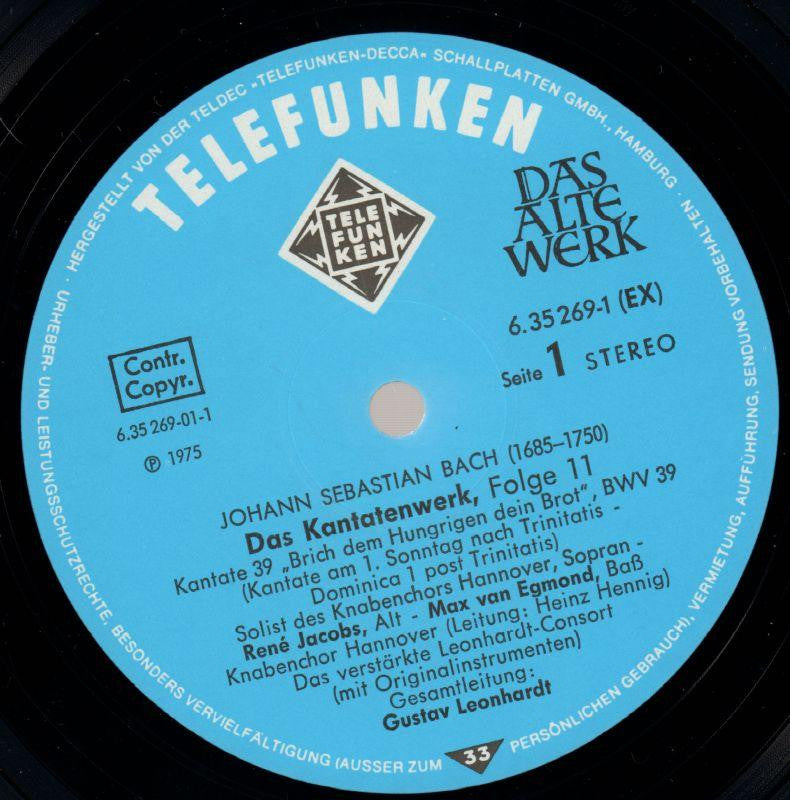 HERGESTELLT VON DER TELDEC »TELEFUNKEN-DECCA« SCHALLPLATTEN GMBH., HAMBURG ·
TELEFUNKEN
TELE
FUN
KEN
DAS
ALTE
WERK
6.35269-1 (EX)
Seite 1 STEREO
Contr.
Copyr.
6.35 269-01-1
Ⓟ 1975
JOHANN SEBASTIAN BACH (1685–1750)
Das Kantatenwerk, Folge 11
Kantate 39 „Brich dem Hungrigen dein Brot“, BWV 39
(Kantate am 1. Sonntag nach Trinitatis -
Dominica 1 post Trinitatis)
Solist des Knabenchors Hannover, Sopran -
René Jacobs, Alt - Max van Egmond, Baß
Knabenchor Hannover (Leitung: Heinz Hennig)
Das verstärkte Leonhardt-Consort
(mit Originalinstrumenten)
Gesamtleitung:
Gustav Leonhardt
33
· URHEBER- UND LEISTUNGSSCHUTZRECHTE, BESONDERS VERVIELFÄLTIGUNG (AUSSER ZUM PERSÖNLICHEN GEBRAUCH), VERMIETUNG, AUFFÜHRUNG, SENDUNG VORBEHALTEN ·